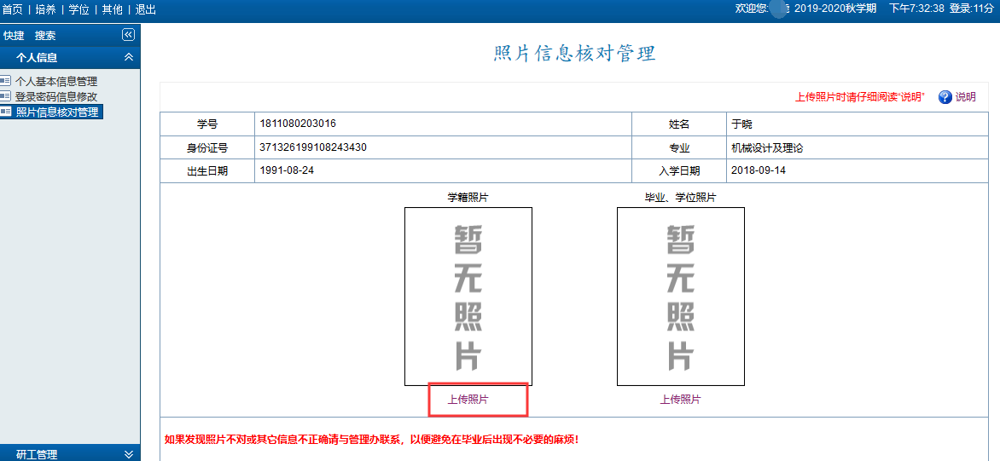 首页 | 培养 | 学位 | 其他 | 退出
欢迎您: 2019-2020秋学期 下午7:32:38 登录:11分
快捷 搜索
个人信息
个人基本信息管理
登录密码信息修改
照片信息核对管理
研工管理
照片信息核对管理
上传照片时请仔细阅读“说明” ? 说明
学号 1811080203016 姓名 于晓
身份证号 371326199108243430 专业 机械设计及理论
出生日期 1991-08-24 入学日期 2018-09-14
学籍照片 毕业、学位照片
暂 暂
无 无
照 照
片 片
上传照片 上传照片
如果发现照片不对或其它信息不正确请与管理办联系，以便避免在毕业后出现不必要的麻烦！